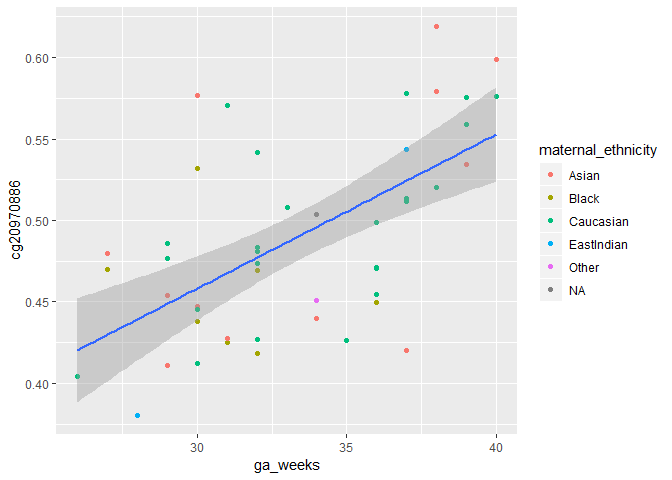 0.60
0.55
0.50
0.45
0.40
cg20970886
30
35
40
ga_weeks
maternal_ethnicity
Asian
Black
Caucasian
EastIndian
Other
NA